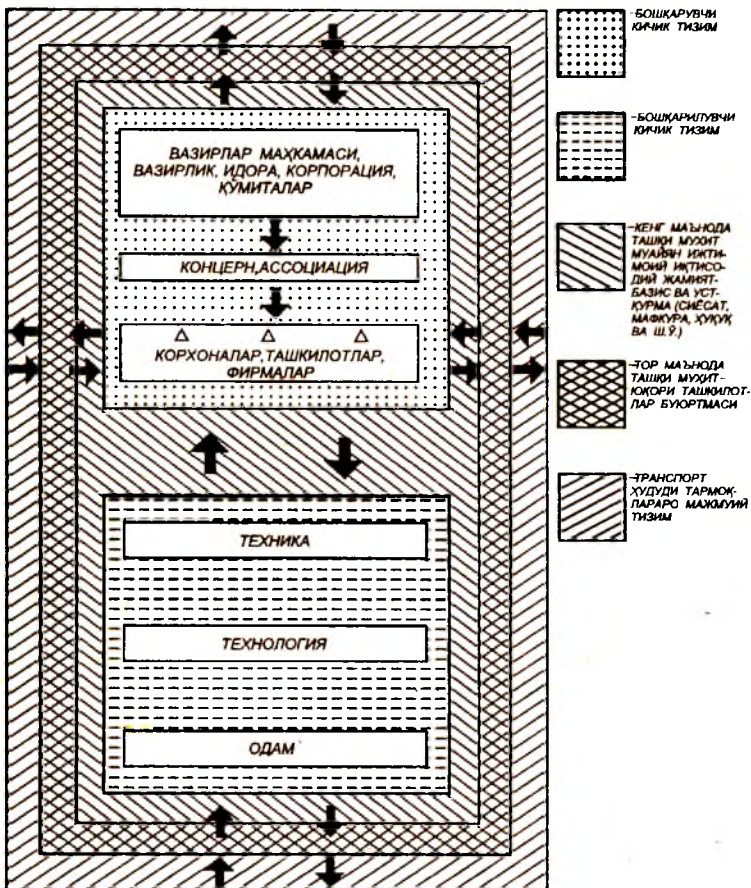 ВАЗИРЛАР МАҲКАМАСИ,
ВАЗИРЛИК, ИДОРА, КОРПОРАЦИЯ,
ҚЎМИТАЛАР
КОНЦЕРН, АССОЦИАЦИЯ
КОРХОНАЛАР, ТАШКИЛОТЛАР,
ФИРМАЛАР
ТЕХНИКА
ТЕХНОЛОГИЯ
ОДАМ
-БОШҚАРУВЧИ
КИЧИК ТИЗИМ
-БОШҚАРИЛУВЧИ
КИЧИК ТИЗИМ
-КЕНГ МАЪНОДА
ТАШҚИ МУҲИТ
МУАЙЯН ИЖТИ-
МОИЙ ИҚТИСО-
ДИЙ ЖАМИЯТ-
БАЗИС ВА УСТ-
ҚУРМА (СИЁСАТ,
МАФКУРА, ҲУҚУҚ
ВА Ш.Ў.)
-ТОР МАЪНОДА
ТАШҚИ МУҲИТ-
ЮҚОРИ ТАШКИЛОТ-
ЛАР БУЮРТМАСИ
-ТРАНСПОРТ
ҲУДУДИ ТАРМОҚ-
ЛАРАРО МАЖМУИЙ
ТИЗИМ